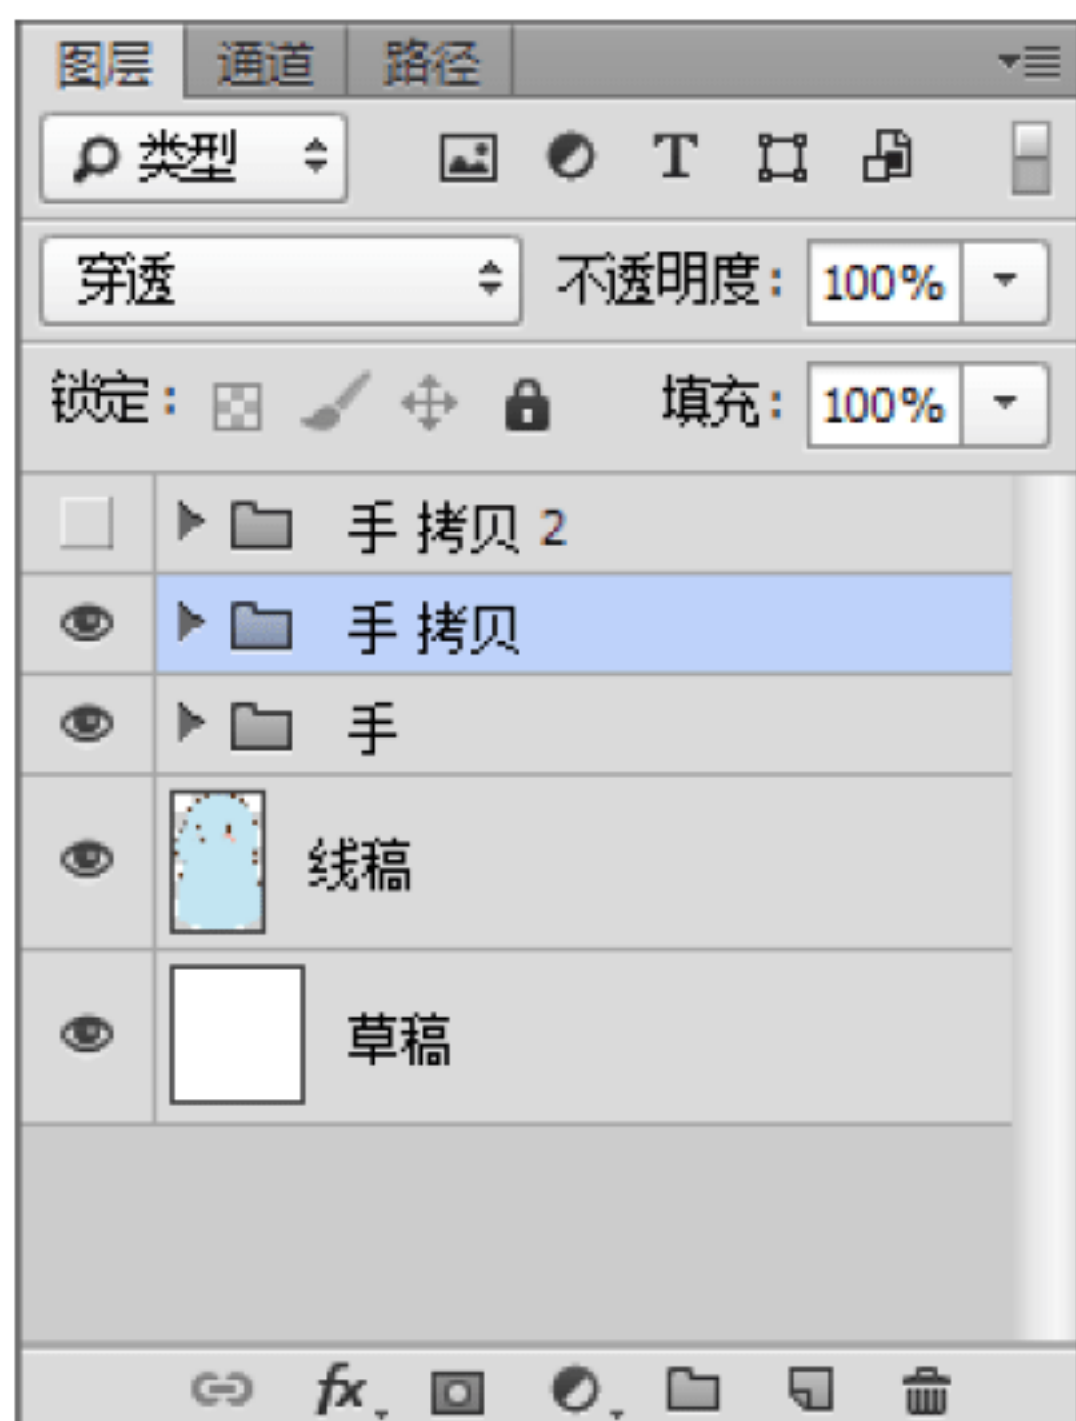 图层 通道 路径
类型 T
穿透 不透明度: 100%
锁定: 填充: 100%
手 拷贝 2
手 拷贝
手
线稿
草稿
fx